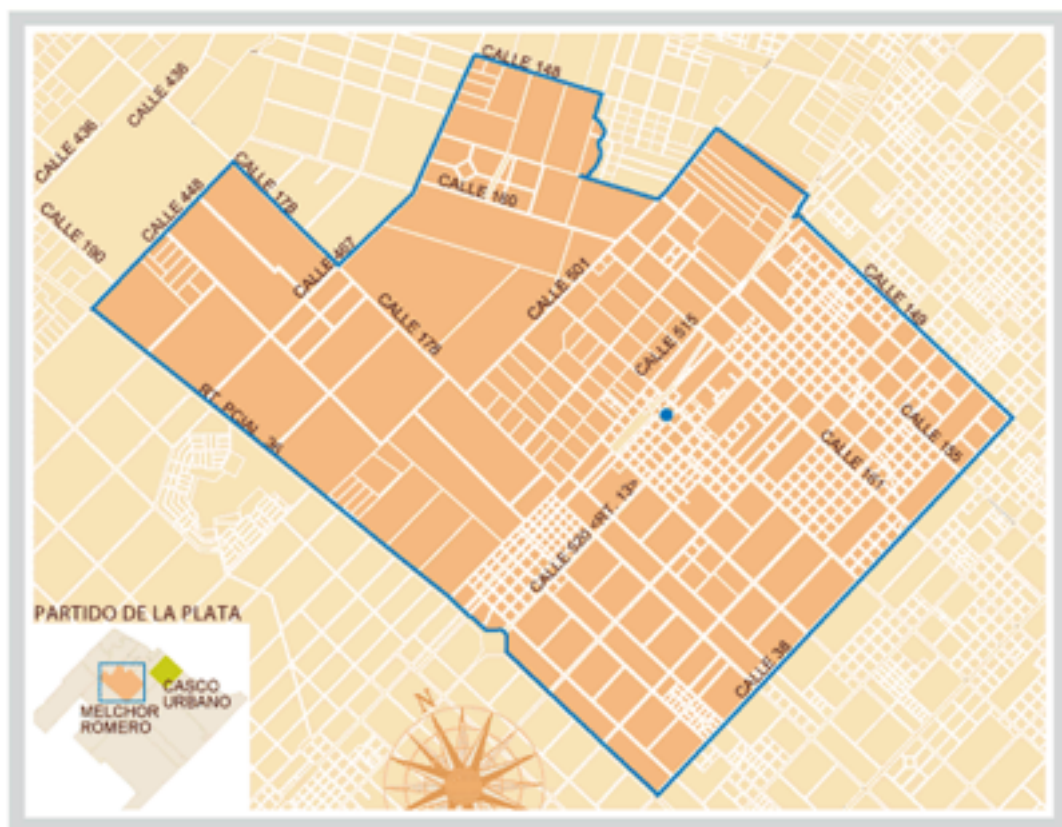 CALLE 148
CALLE 436
CALLE 436
CALLE 178
CALLE 448
CALLE 160
CALLE 190
CALLE 467
CALLE 501
CALLE 149
CALLE 178
CALLE 515
RT. PCIAL. 36
CALLE 155
CALLE 161
CALLE 520 <RT. 13>
CALLE 38
PARTIDO DE LA PLATA
CASCO
URBANO
MELCHOR
ROMERO
N